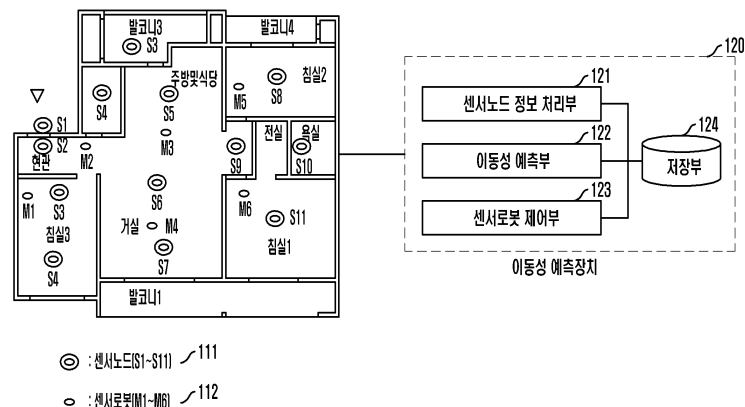 발코니3
발코니4
S3
주방및식당
침실2
S4
S5
M5
S8
S1
S2
M2
M3
전실
욕실
현관
S9
S10
M1
S3
S6
M6
침실3
거실
M4
S11
S4
S7
침실1
발코니1
120
121
센서노드 정보 처리부
122
124
이동성 예측부
저장부
123
센서로봇 제어부
이동성 예측장치
: 센서노드(S1~S11) 111
: 센서로봇(M1~M6) 112